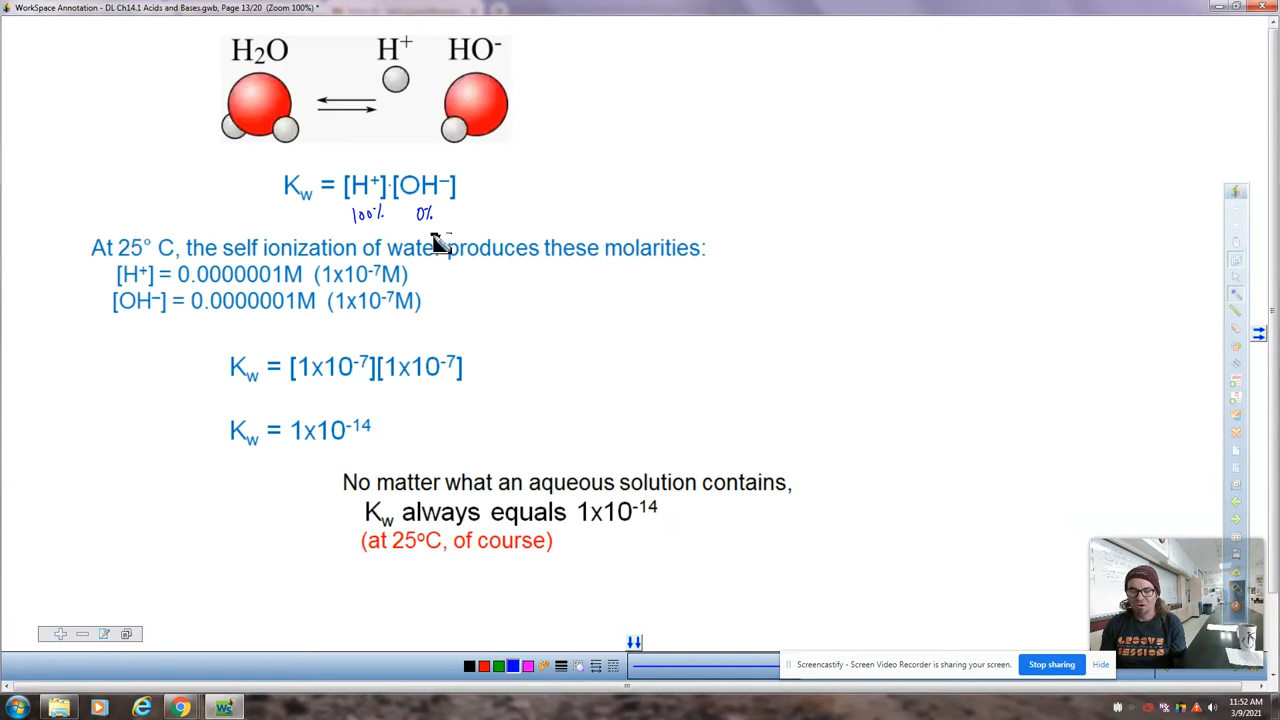 WorkSpace Annotation - DL Ch14.1 Acids and Bases.gwb, Page 13/20 (Zoom 100%) *
H2O H+ HO-
Kw = [H+]·[OH–]
100% 0%
At 25° C, the self ionization of water produces these molarities:
[H+] = 0.0000001M (1x10-7M)
[OH–] = 0.0000001M (1x10-7M)
Kw = [1x10-7][1x10-7]
Kw = 1x10-14
No matter what an aqueous solution contains,
Kw always equals 1x10-14
(at 25oC, of course)
GROOVE
SESSION
Screencastify - Screen Video Recorder is sharing your screen. Stop sharing Hide
11:52 AM
3/9/2021